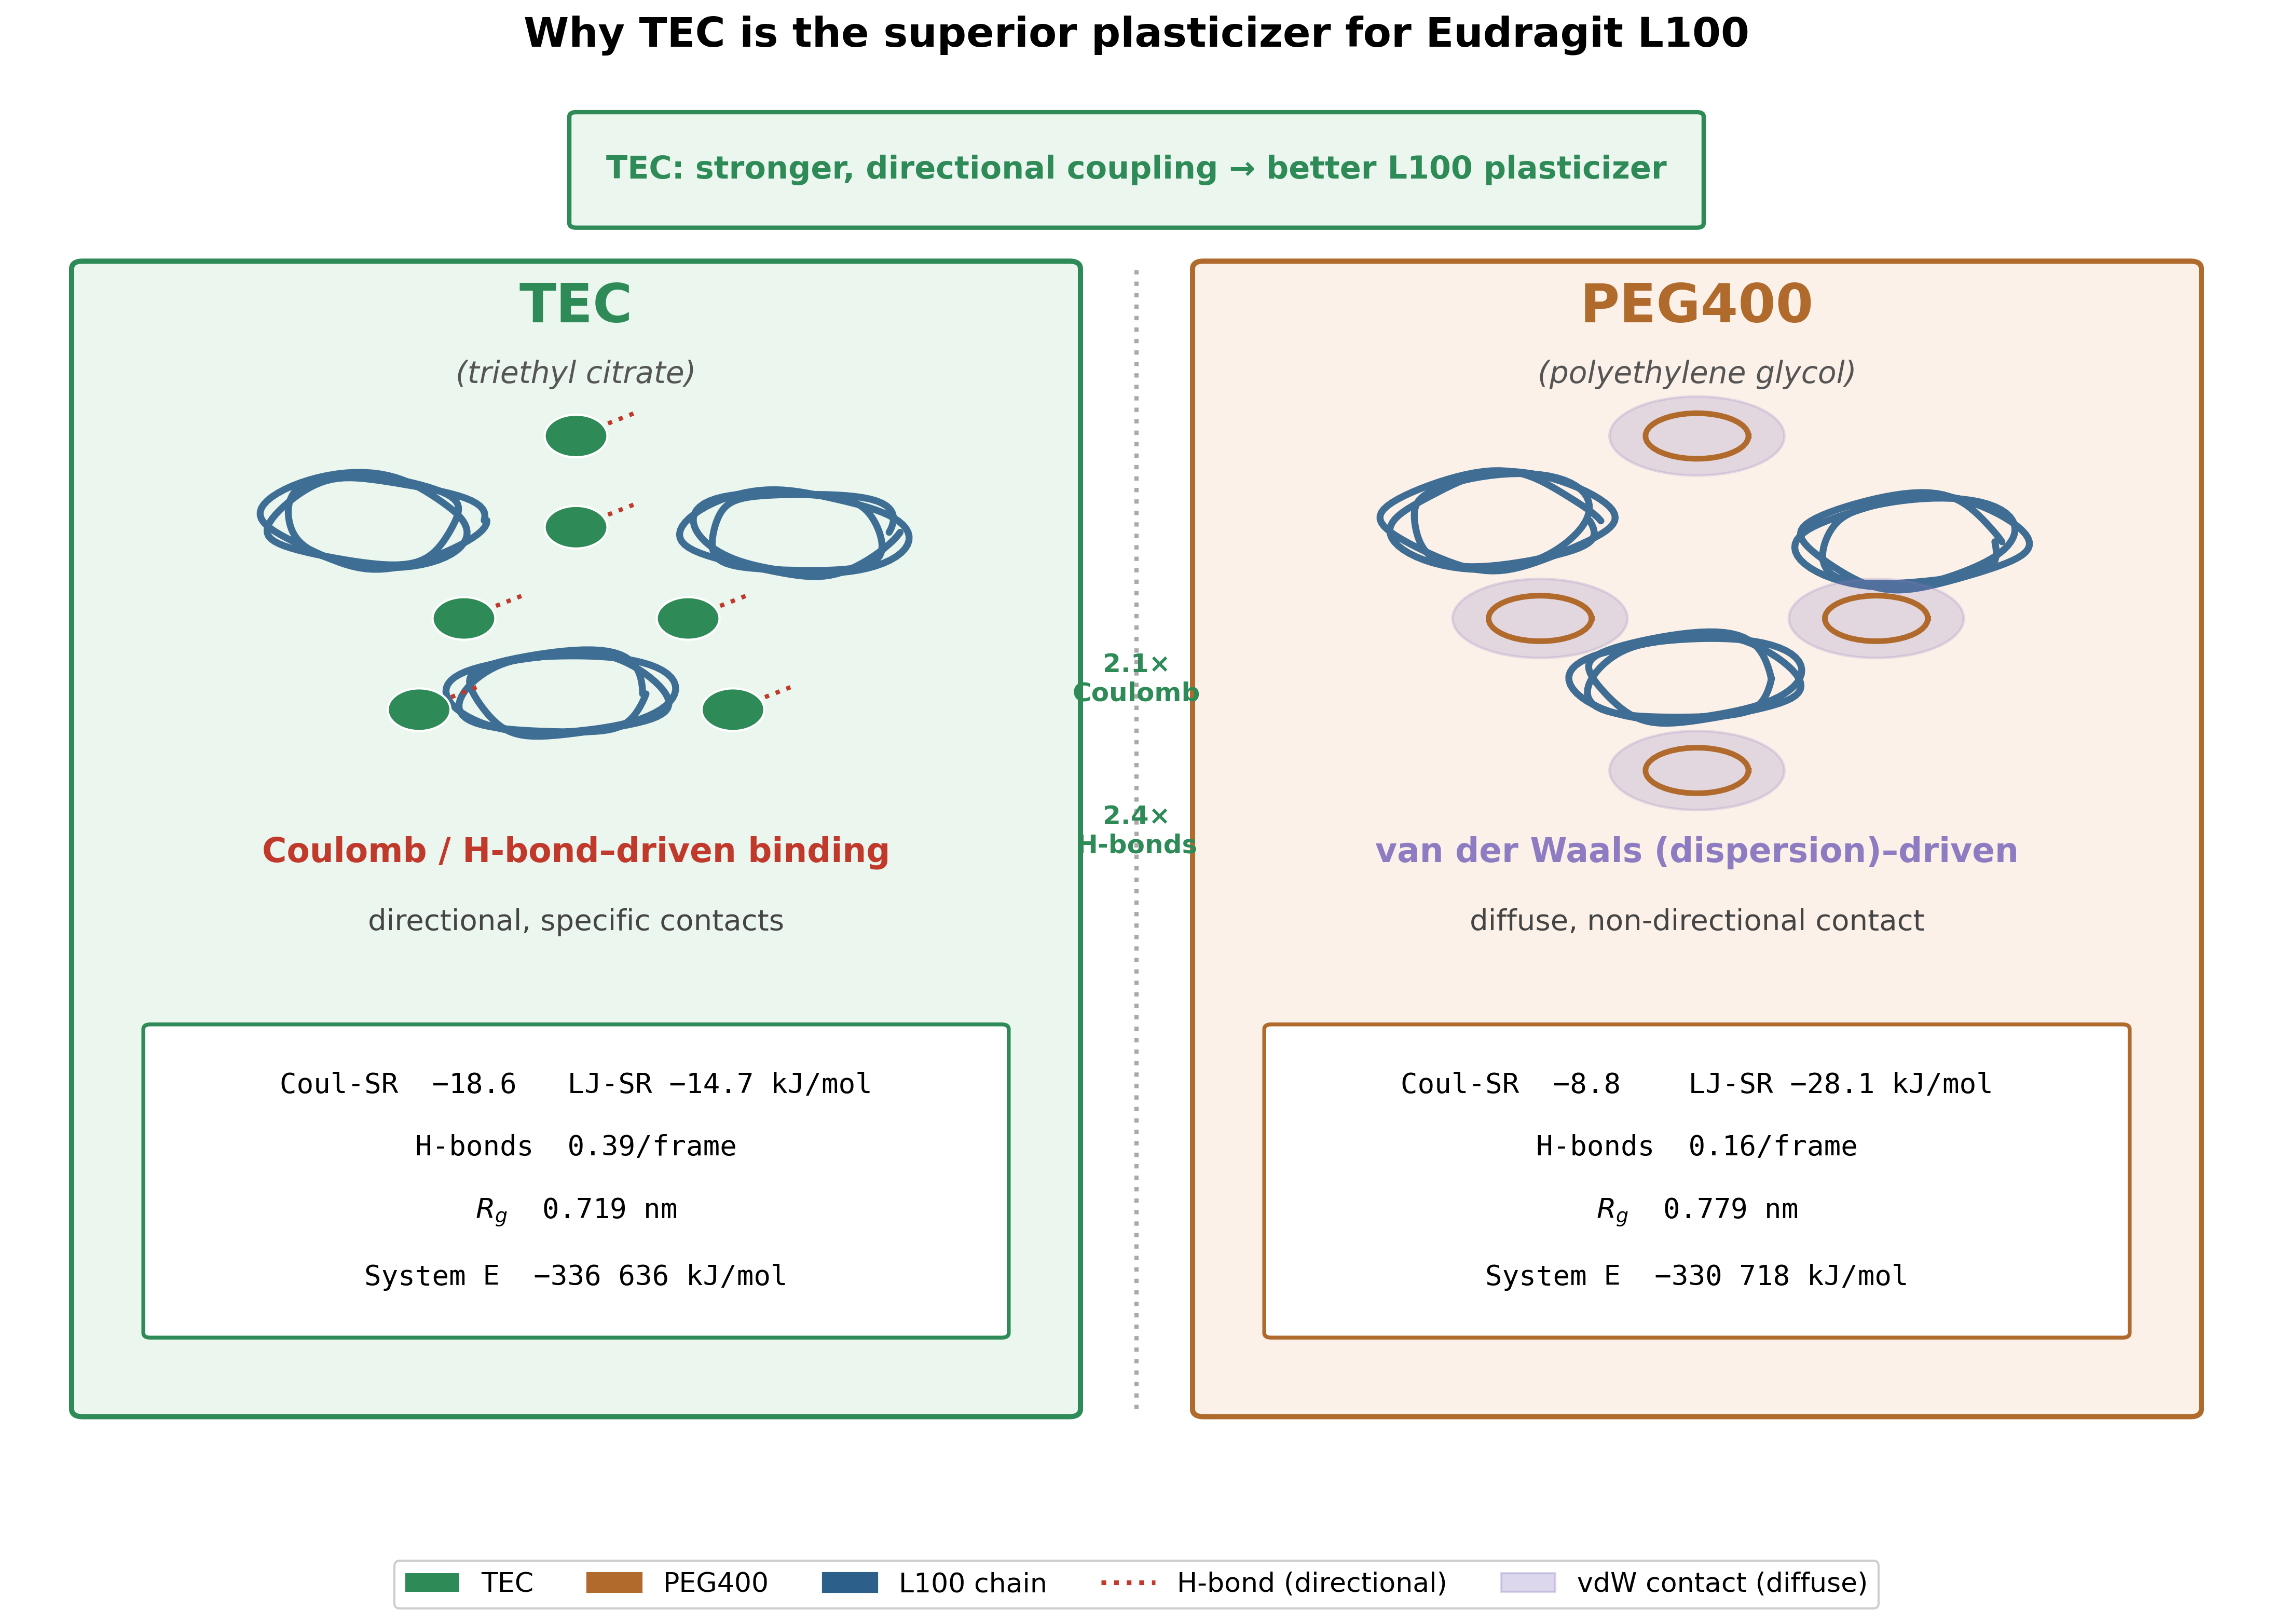 Why TEC is the superior plasticizer for Eudragit L100
TEC: stronger, directional coupling → better L100 plasticizer
TEC
(triethyl citrate)
Coulomb / H-bond–driven binding
directional, specific contacts
Coul-SR −18.6 LJ-SR −14.7 kJ/mol
H-bonds 0.39/frame
Rg 0.719 nm
System E −336 636 kJ/mol
2.1×
Coulomb
2.4×
H-bonds
PEG400
(polyethylene glycol)
van der Waals (dispersion)–driven
diffuse, non-directional contact
Coul-SR −8.8 LJ-SR −28.1 kJ/mol
H-bonds 0.16/frame
Rg 0.779 nm
System E −330 718 kJ/mol
TEC
PEG400
L100 chain
H-bond (directional)
vdW contact (diffuse)